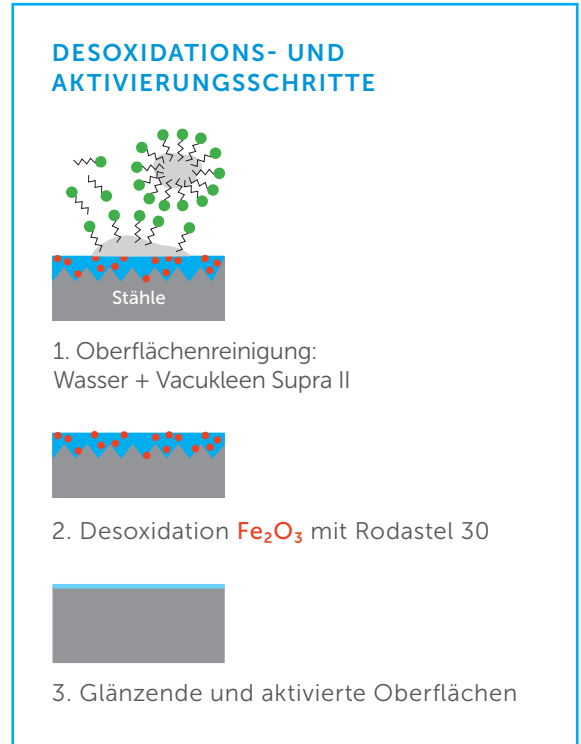 DESOXIDATIONS- UND
AKTIVIERUNGSSCHRITTE
Stähle
1. Oberflächenreinigung:
Wasser + Vacukleen Supra II
2. Desoxidation Fe₂O₃ mit Rodastel 30
3. Glänzende und aktivierte Oberflächen